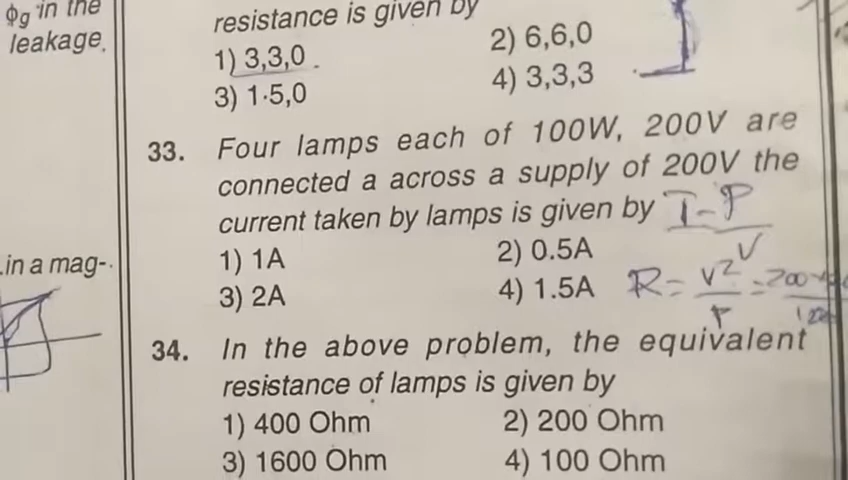 ϕg in the
leakage.
resistance is given by
1) 3,3,0
2) 6,6,0
3) 1·5,0
4) 3,3,3
33. Four lamps each of 100W, 200V are
connected a across a supply of 200V the
current taken by lamps is given by I - P
V
1) 1A
2) 0.5A
3) 2A
4) 1.5A
R = V² = 200
P
in a mag-
34. In the above problem, the equivalent
resistance of lamps is given by
1) 400 Ohm
2) 200 Ohm
3) 1600 Ohm
4) 100 Ohm